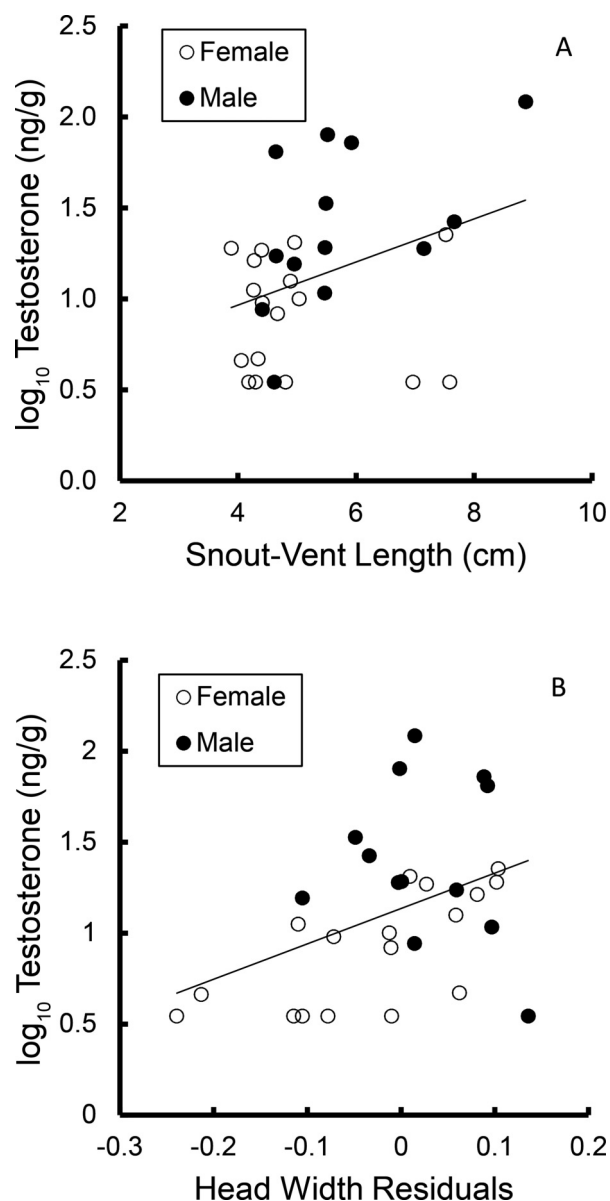 2.5
A
Female
Male
2.0
1.5
1.0
0.5
0.0
log10 Testosterone (ng/g)
2 4 6 8 10
Snout-Vent Length (cm)
2.5
B
Female
Male
2
1.5
1
0.5
0
log10 Testosterone (ng/g)
-0.3 -0.2 -0.1 0 0.1 0.2
Head Width Residuals